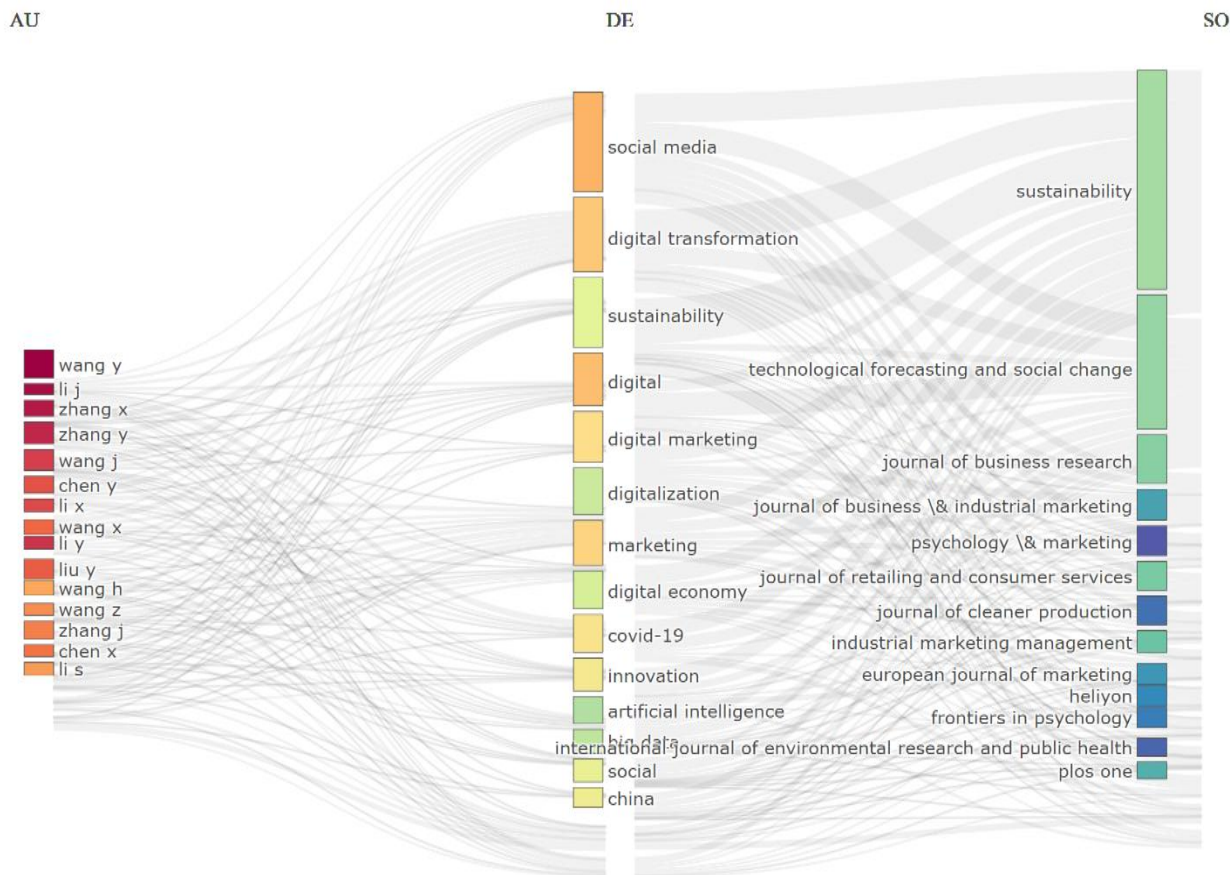 AU
DE
SO
wang y
li j
zhang x
zhang y
wang j
chen y
li x
wang x
li y
liu y
wang h
wang z
zhang j
chen x
li s
social media
digital transformation
sustainability
digital
digital marketing
digitalization
marketing
digital economy
covid-19
innovation
artificial intelligence
big data
social
china
sustainability
technological forecasting and social change
journal of business research
journal of business \& industrial marketing
psychology \& marketing
journal of retailing and consumer services
journal of cleaner production
industrial marketing management
european journal of marketing
heliyon
frontiers in psychology
international journal of environmental research and public health
plos one